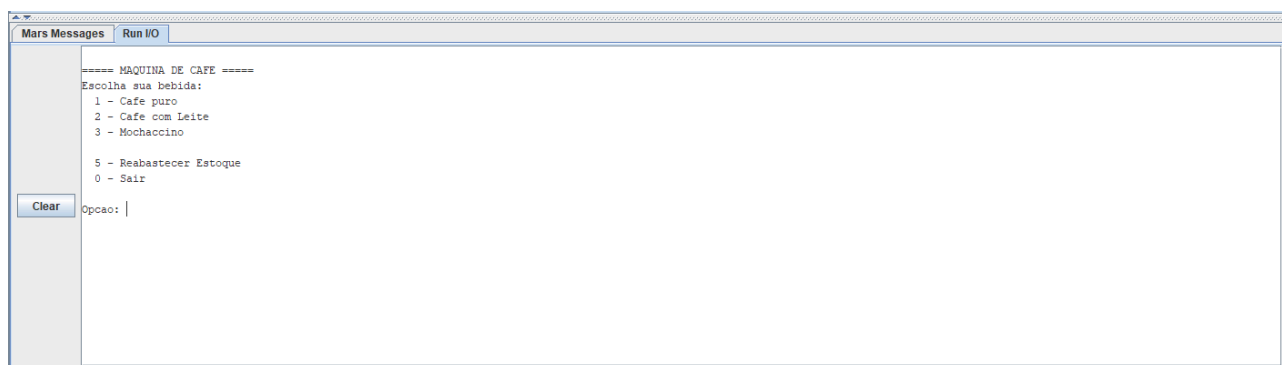 Mars Messages Run I/O
===== MAQUINA DE CAFE =====
Escolha sua bebida:
1 - Cafe puro
2 - Cafe com Leite
3 - Mochaccino
5 - Reabastecer Estoque
0 - Sair
Clear
Opcao: